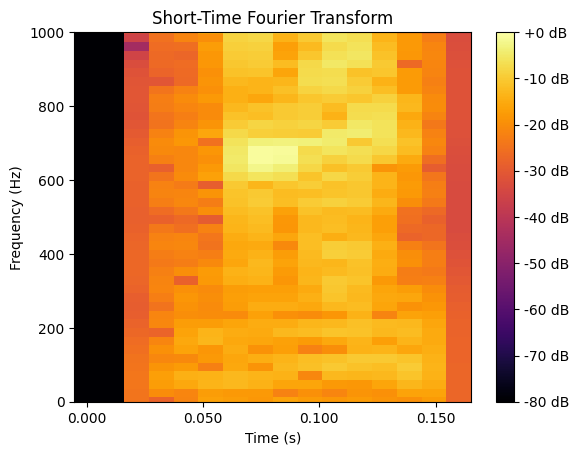 Short-Time Fourier Transform
Frequency (Hz)
1000
800
600
400
200
0
0.000
0.050
0.100
0.150
Time (s)
+0 dB
-10 dB
-20 dB
-30 dB
-40 dB
-50 dB
-60 dB
-70 dB
-80 dB